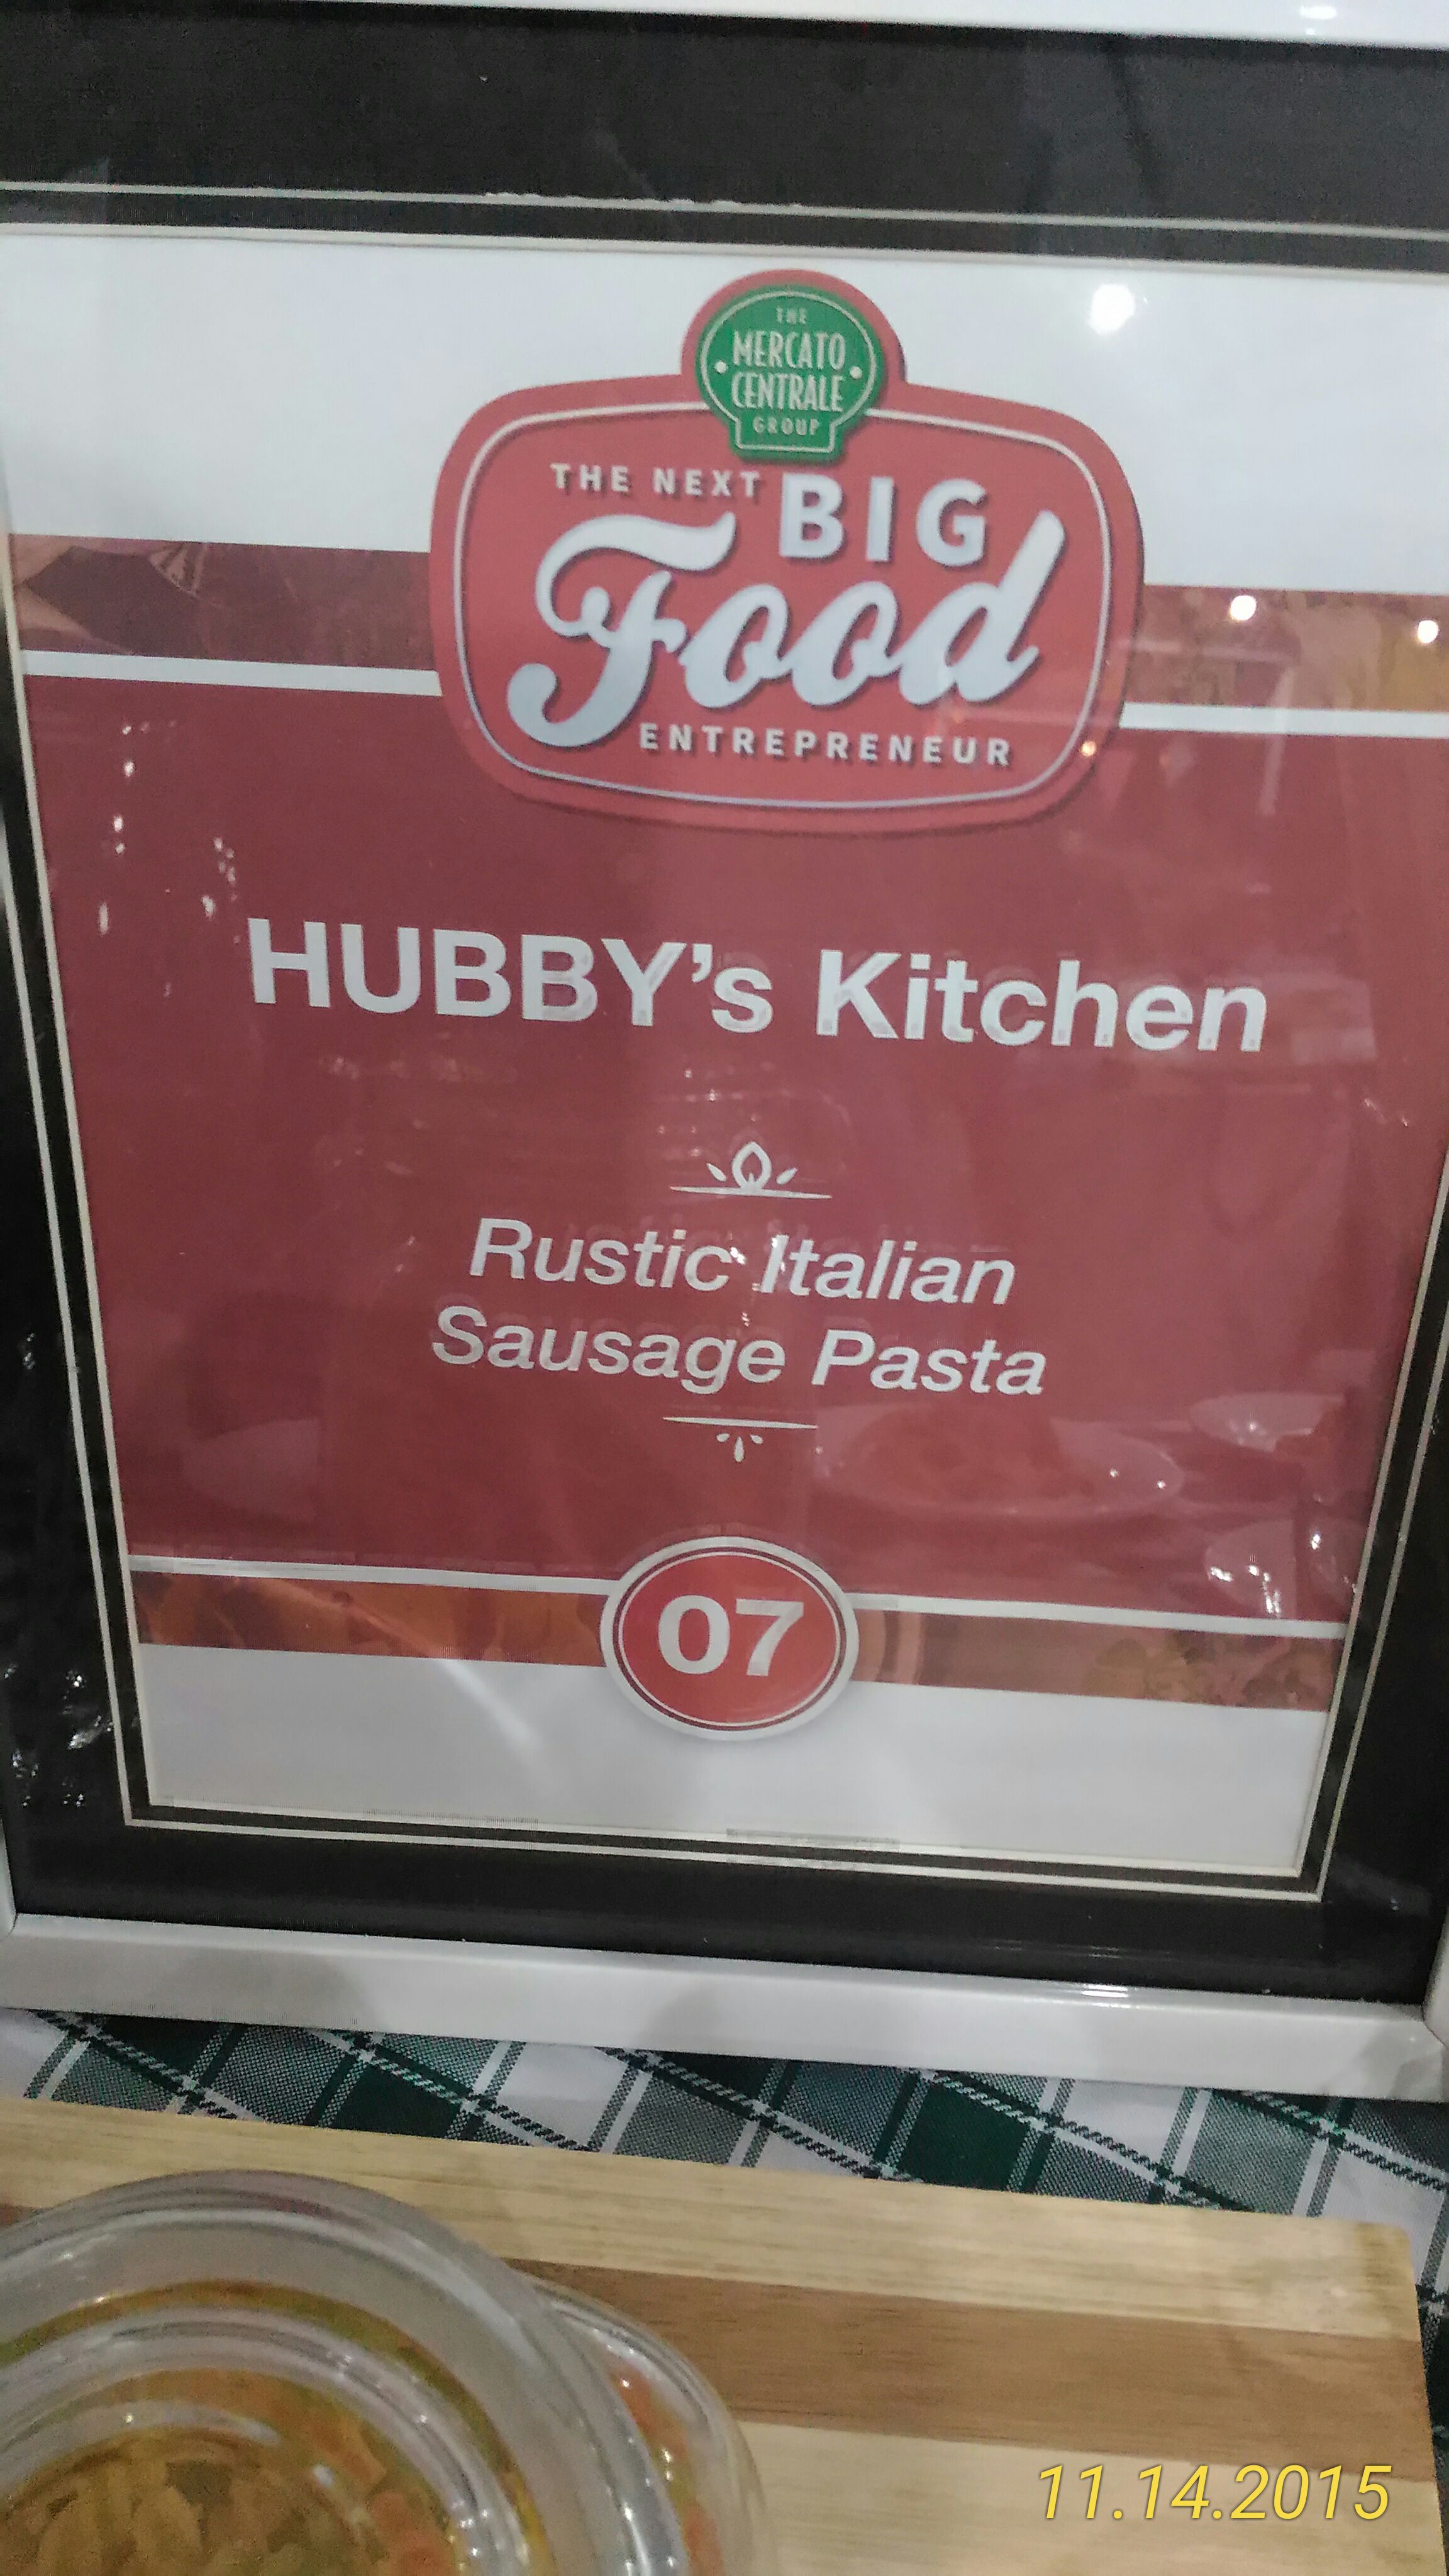 THE
MERCATO
CENTRALE
GROUP
THE NEXT BIG
Food
ENTREPRENEUR
HUBBY's Kitchen
Rustic Italian
Sausage Pasta
07
11.14.2015